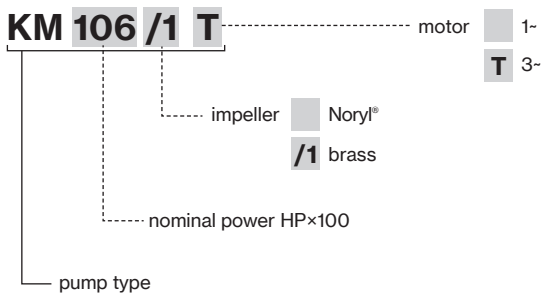 KM 106 /1 T
motor 1~
T 3~
impeller Noryl®
/1 brass
nominal power HP×100
pump type